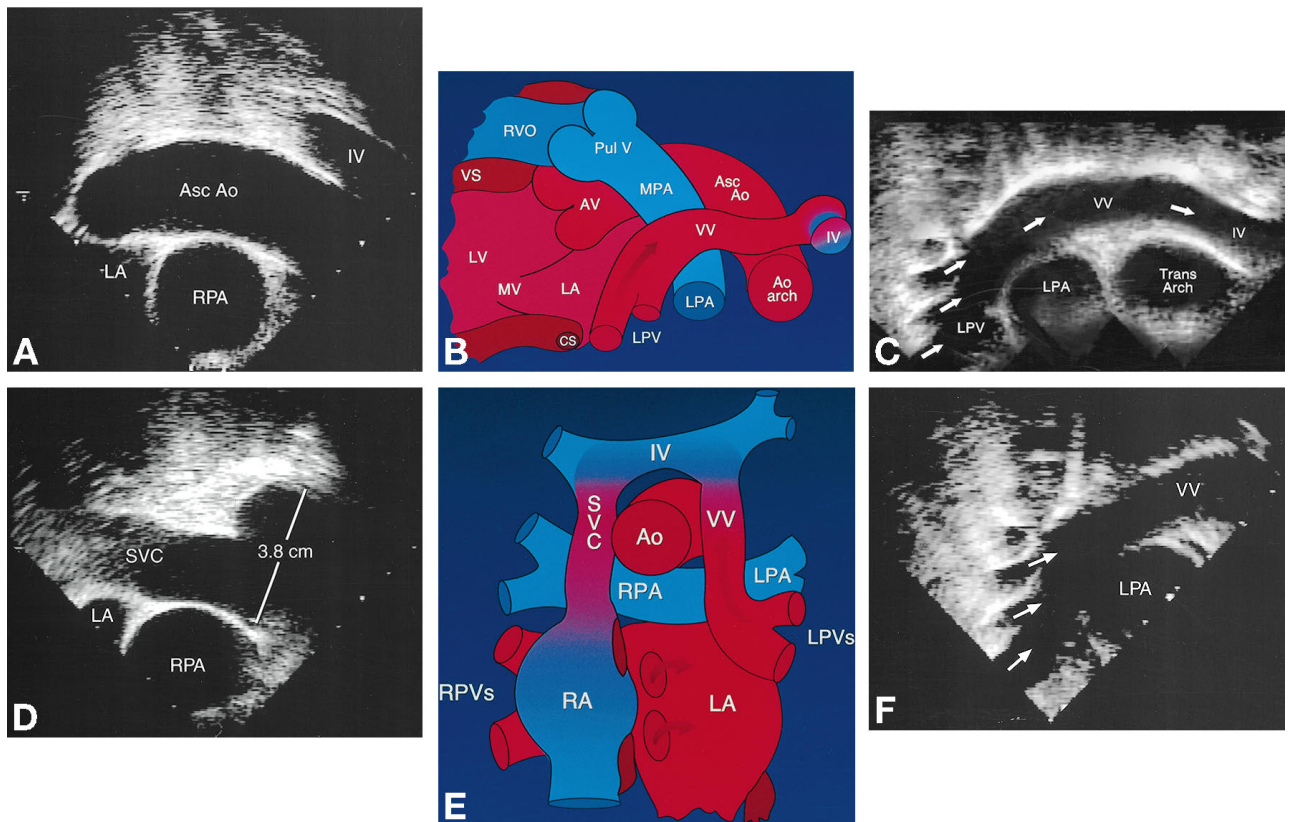 IV
Asc Ao
LA
RPA
A
RVO
Pul V
VS
MPA
Asc
Ao
AV
VV
IV
LV
MV
LA
LPA
Ao
arch
CS
LPV
B
VV
IV
LPA
Trans
Arch
LPV
C
SVC
3.8 cm
LA
RPA
D
IV
S
V
C
VV
Ao
RPA
LPA
LPVs
RPVs
RA
LA
E
VV
LPA
F